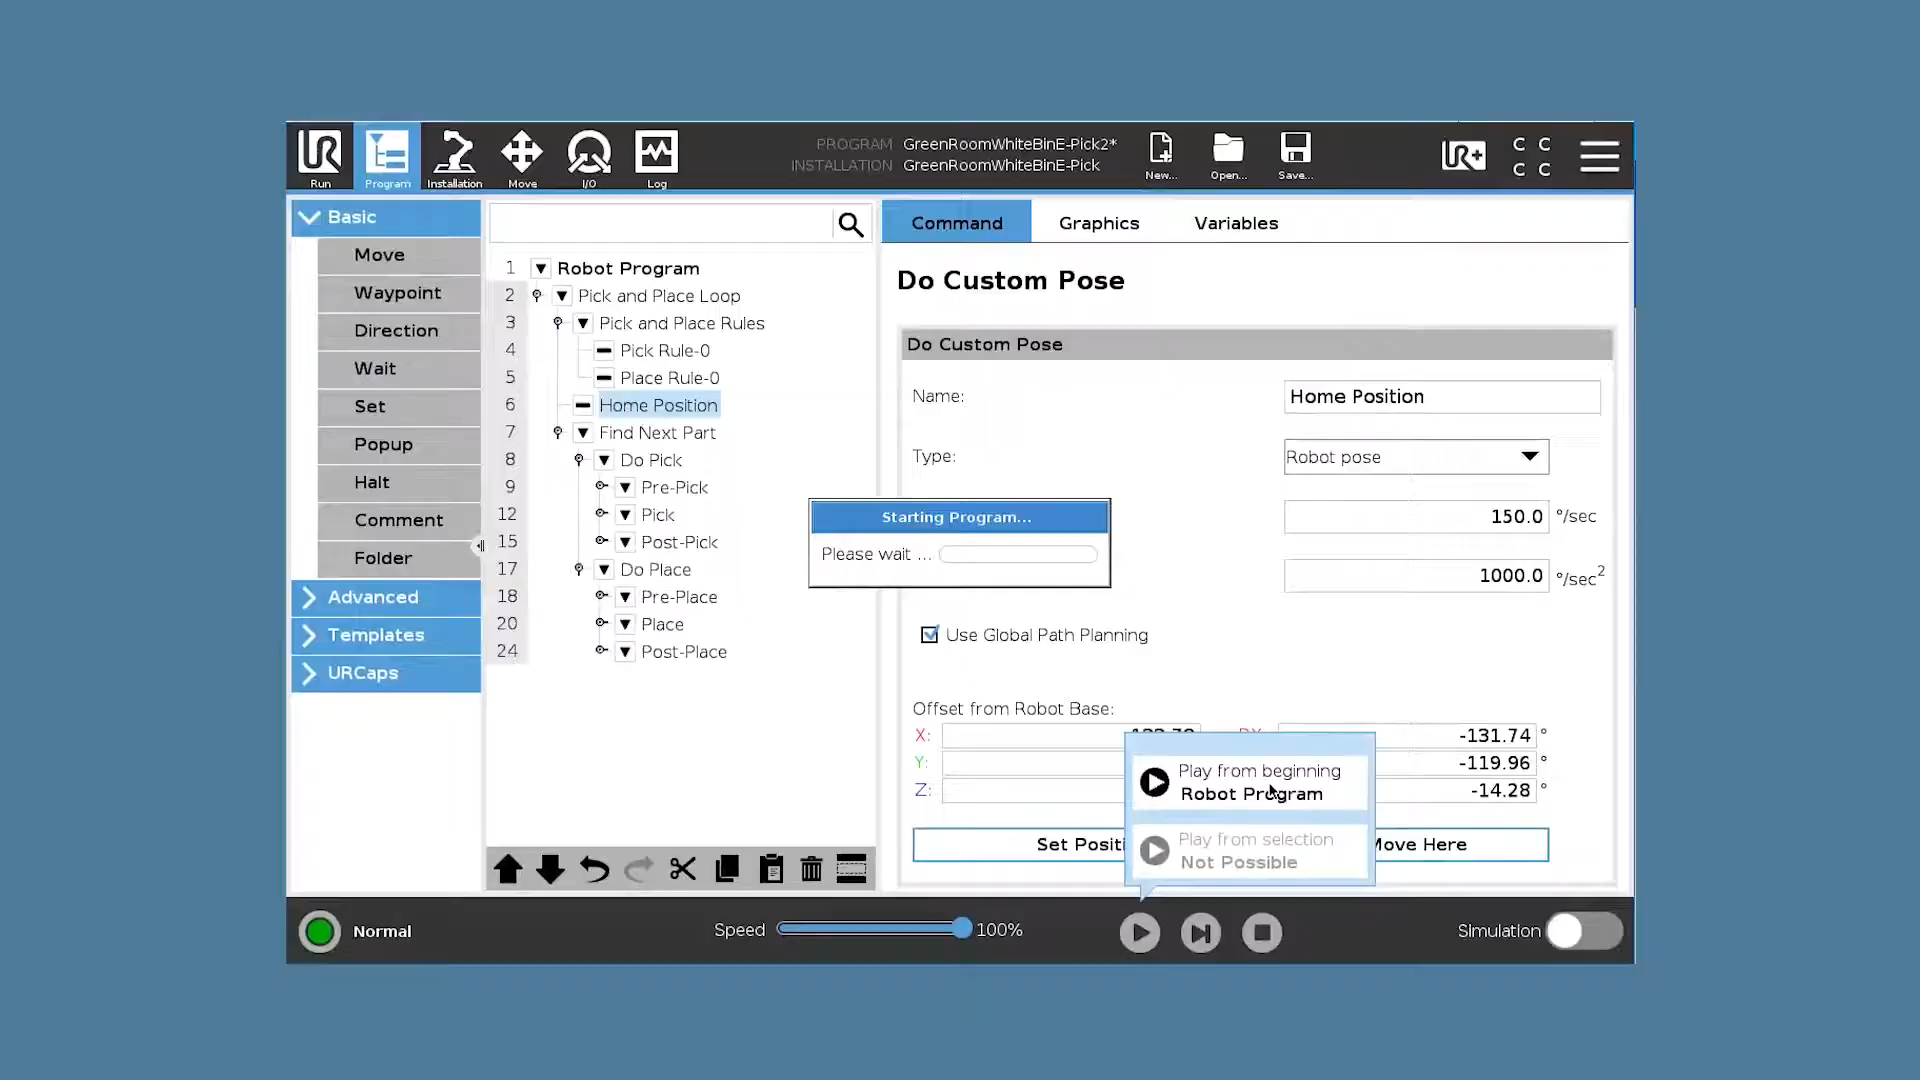 Run
Program
Installation
Move
I/O
Log
PROGRAM GreenRoomWhiteBinE-Pick2*
INSTALLATION GreenRoomWhiteBinE-Pick
New...
Open...
Save...
UR+
C C
C C
Basic
Move
Waypoint
Direction
Wait
Set
Popup
Halt
Comment
Folder
Advanced
Templates
URCaps
1 Robot Program
2 Pick and Place Loop
3 Pick and Place Rules
4 Pick Rule-0
5 Place Rule-0
6 Home Position
7 Find Next Part
8 Do Pick
9 Pre-Pick
12 Pick
15 Post-Pick
17 Do Place
18 Pre-Place
20 Place
24 Post-Place
Command Graphics Variables
Do Custom Pose
Do Custom Pose
Name: Home Position
Type: Robot pose
150.0 °/sec
1000.0 °/sec2
Starting Program...
Please wait ...
Use Global Path Planning
Offset from Robot Base:
X: -131.74 °
Y: -119.96 °
Z: -14.28 °
Play from beginning
Robot Program
Play from selection
Not Possible
Set Positi
Move Here
Normal
Speed 100%
Simulation